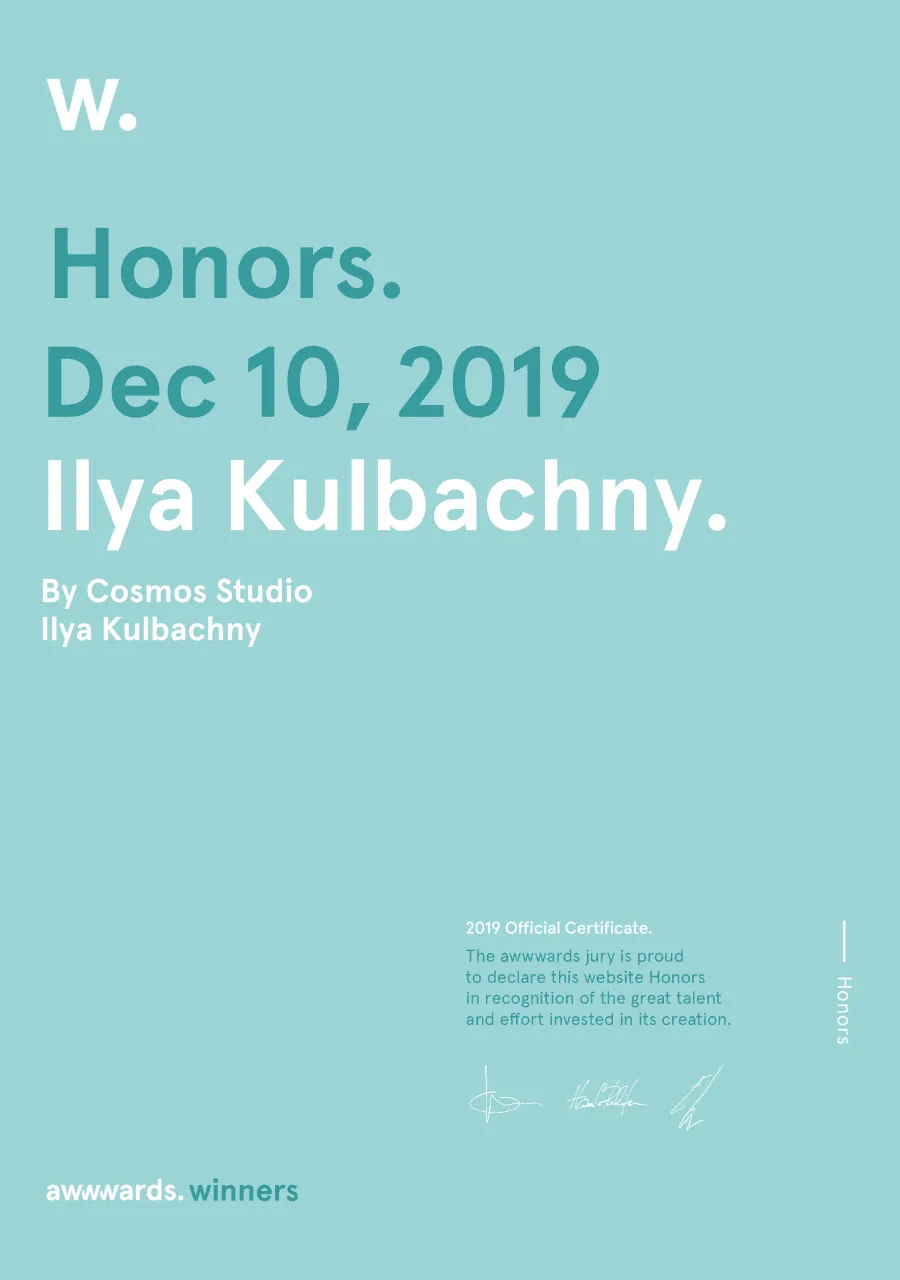 w.
Honors.
Dec 10, 2019
Ilya Kulbachny.
By Cosmos Studio
Ilya Kulbachny
2019 Official Certificate.
The awwwards jury is proud
to declare this website Honors
in recognition of the great talent
and effort invested in its creation.
Honors
awwwards. winners